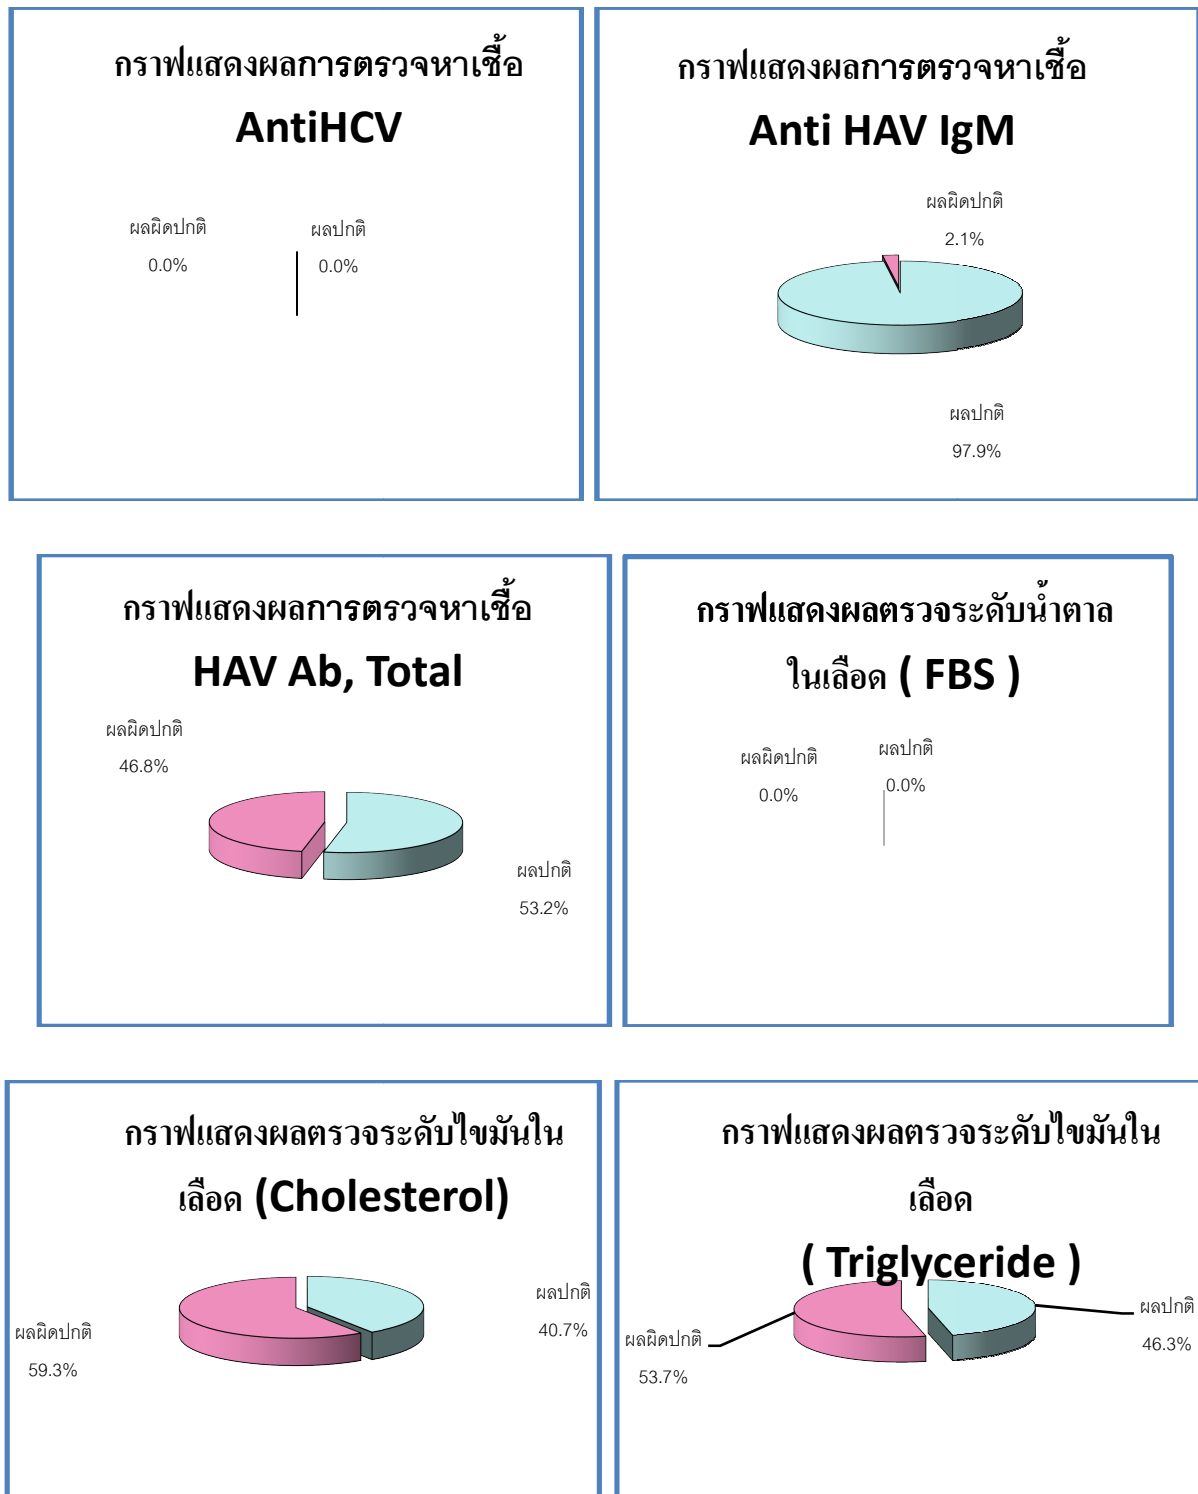 กราฟแสดงผลการตรวจหาเชื้อ
AntiHCV
ผลผิดปกติ
0.0%
ผลปกติ
0.0%
กราฟแสดงผลการตรวจหาเชื้อ
Anti HAV IgM
ผลผิดปกติ
2.1%
ผลปกติ
97.9%
กราฟแสดงผลการตรวจหาเชื้อ
HAV Ab, Total
ผลผิดปกติ
46.8%
ผลปกติ
53.2%
กราฟแสดงผลตรวจระดับน้ำตาล
ในเลือด ( FBS )
ผลผิดปกติ
0.0%
ผลปกติ
0.0%
กราฟแสดงผลตรวจระดับไขมันใน
เลือด (Cholesterol)
ผลปกติ
40.7%
ผลผิดปกติ
59.3%
กราฟแสดงผลตรวจระดับไขมันใน
เลือด
( Triglyceride )
ผลปกติ
46.3%
ผลผิดปกติ
53.7%